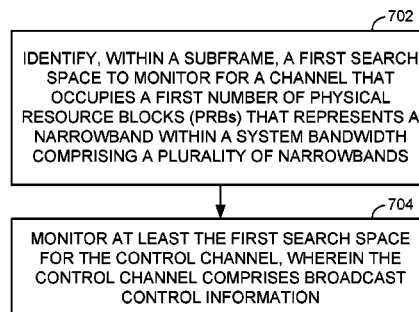 702
IDENTIFY, WITHIN A SUBFRAME, A FIRST SEARCH
SPACE TO MONITOR FOR A CHANNEL THAT
OCCUPIES A FIRST NUMBER OF PHYSICAL
RESOURCE BLOCKS (PRBs) THAT REPRESENTS A
NARROWBAND WITHIN A SYSTEM BANDWIDTH
COMPRISING A PLURALITY OF NARROWBANDS
704
MONITOR AT LEAST THE FIRST SEARCH SPACE
FOR THE CONTROL CHANNEL, WHEREIN THE
CONTROL CHANNEL COMPRISES BROADCAST
CONTROL INFORMATION